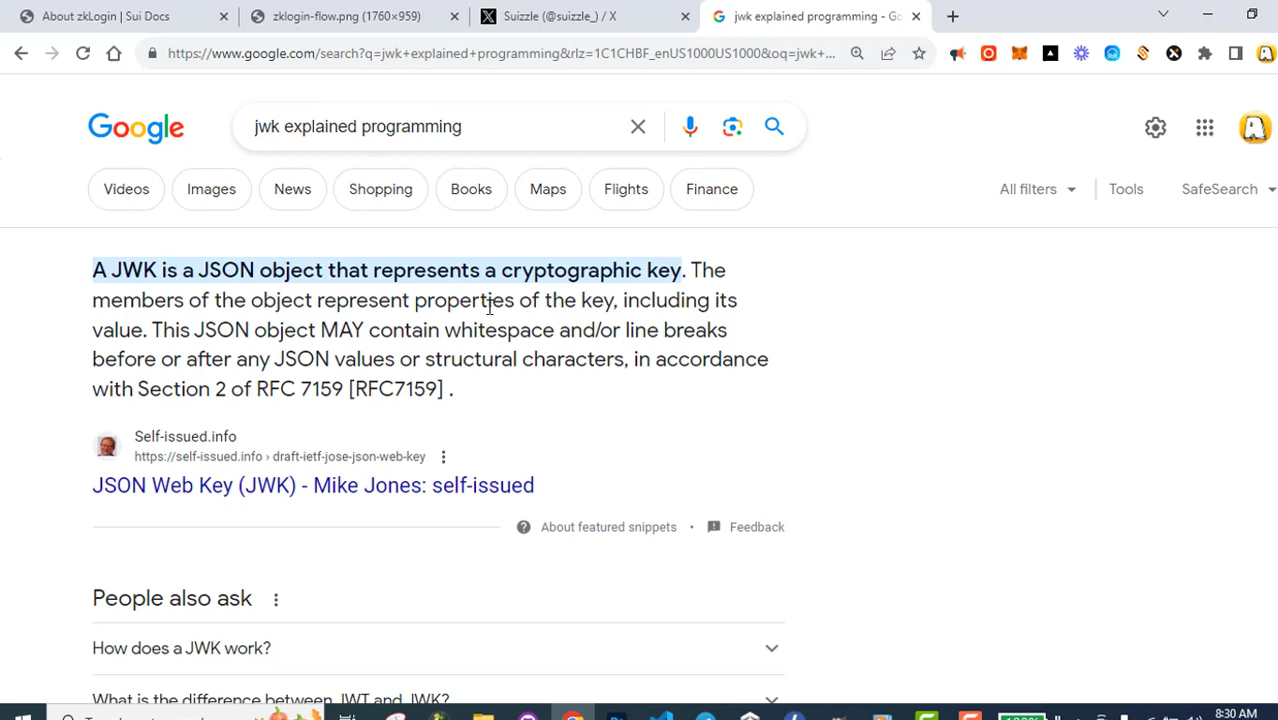 About zkLogin | Sui Docs
zklogin-flow.png (1760×959)
Suizzle (@suizzle_) / X
jwk explained programming - Go
https://www.google.com/search?q=jwk+explained+programming&rlz=1C1CHBF_enUS1000US1000&oq=jwk+...
Google
jwk explained programming
Videos
Images
News
Shopping
Books
Maps
Flights
Finance
All filters
Tools
SafeSearch
A JWK is a JSON object that represents a cryptographic key. The
members of the object represent properties of the key, including its
value. This JSON object MAY contain whitespace and/or line breaks
before or after any JSON values or structural characters, in accordance
with Section 2 of RFC 7159 [RFC7159] .
Self-issued.info
https://self-issued.info › draft-ietf-jose-json-web-key
JSON Web Key (JWK) - Mike Jones: self-issued
About featured snippets
•
Feedback
People also ask
How does a JWK work?
What is the difference between JWT and JWK?
8:30 AM